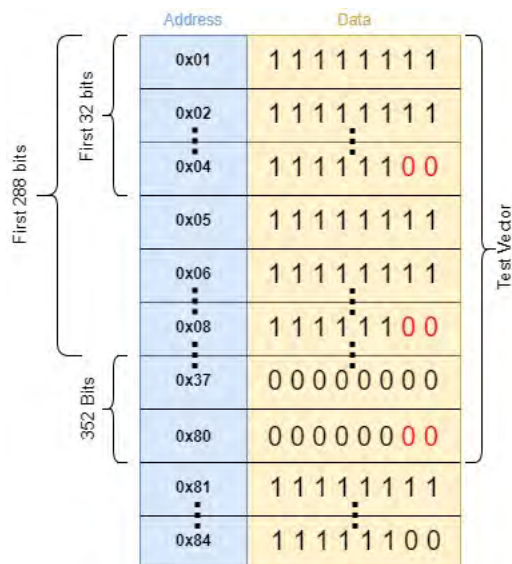 Address Data
0x01 1 1 1 1 1 1 1 1
0x02 1 1 1 1 1 1 1 1
0x04 1 1 1 1 1 1 0 0
0x05 1 1 1 1 1 1 1 1
0x06 1 1 1 1 1 1 1 1
0x08 1 1 1 1 1 1 0 0
0x37 0 0 0 0 0 0 0 0
0x80 0 0 0 0 0 0 0 0
0x81 1 1 1 1 1 1 1 1
0x84 1 1 1 1 1 1 0 0
First 32 bits
First 288 bits
352 Bits
Test Vector